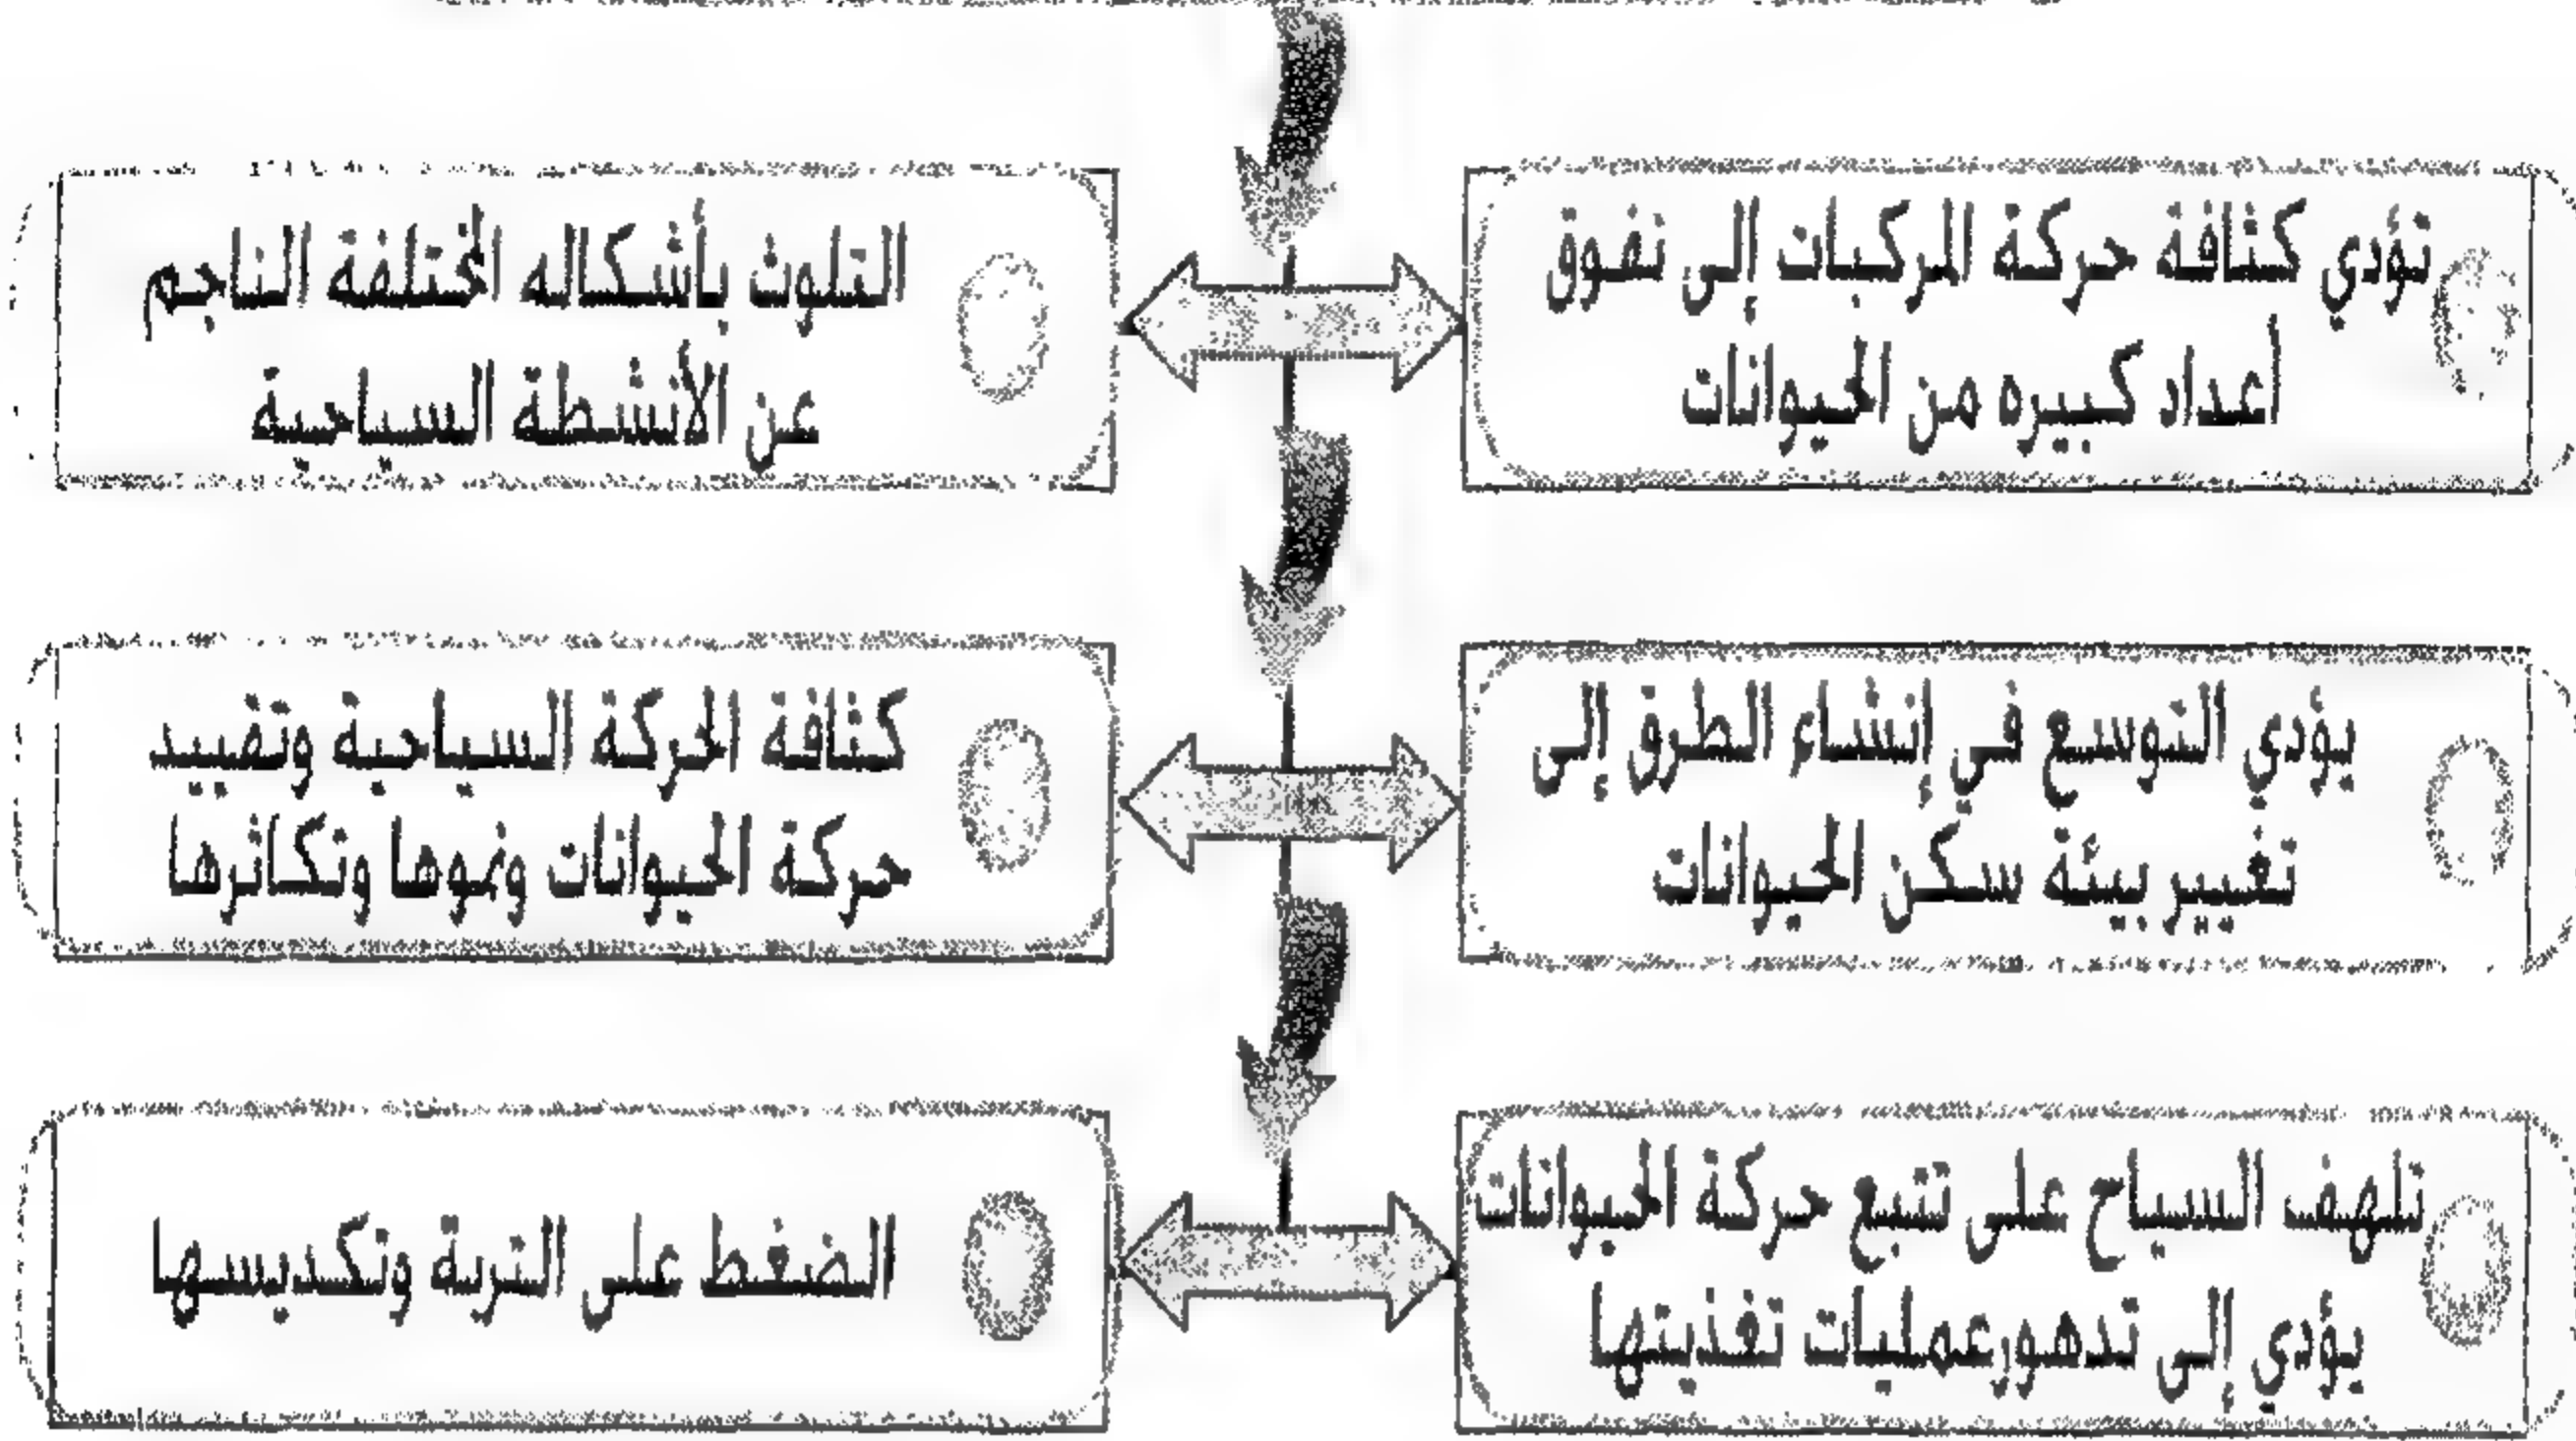 تؤدي كثافة حركة المركبات إلى نفوق
أعداد كبيره من الحيوانات
التلوث بأشكاله المختلفة الناجم
عن الأنشطة السياحية
يؤدي التوسع في إنشاء الطرق إلى
تغيير بيئة سكن الحيوانات
كثافة الحركة السياحية وتقييد
حركة الحيوانات ونموها وتكاثرها
تلهف السياح على تتبع حركة الحيوانات
يؤدي إلى تدهورعمليات تغذيتها
الضغط على التربة وتكديسها